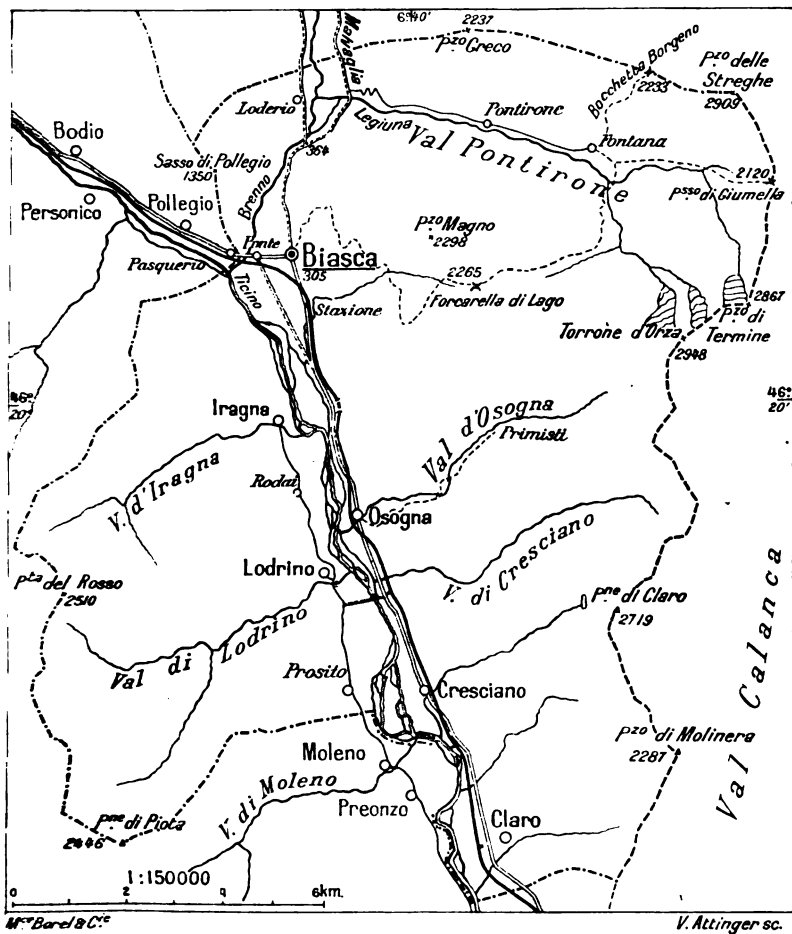 6°40'
2237
Pzo Greco
Malvaglia
Bocchetta Borgeno
2233
Pzo delle
Streghe
2909
Loderio
Legiuna
Pontirone
Val Pontirone
Fontana
Bodio
Sasso di Pollegio
1350
364
Brenno
2120
Psso di Giumella
Personico
Pollegio
Pzo Magno
2298
Ponte
Biasca
305
Pasquerio
Ticino
Stazione
2265
Forcarella di Lago
2867
Pzo di
Termine
Torrone d'Orza
2948
46°
20'
46°
20'
Iragna
Val d'Osogna
Primisti
V. d'Iragna
Rodai
Osogna
V. di Cresciano
Lodrino
Pta del Rosso
2510
Pne di Claro
2719
Val di Lodrino
Val Calanca
Prosito
Cresciano
Pzo di Molinera
2287
Moleno
V. di Moleno
Preonzo
Pne di Piota
2446
Claro
1:150000
0 2 4 6km.
Mce Borel & Cie
V. Attinger sc.